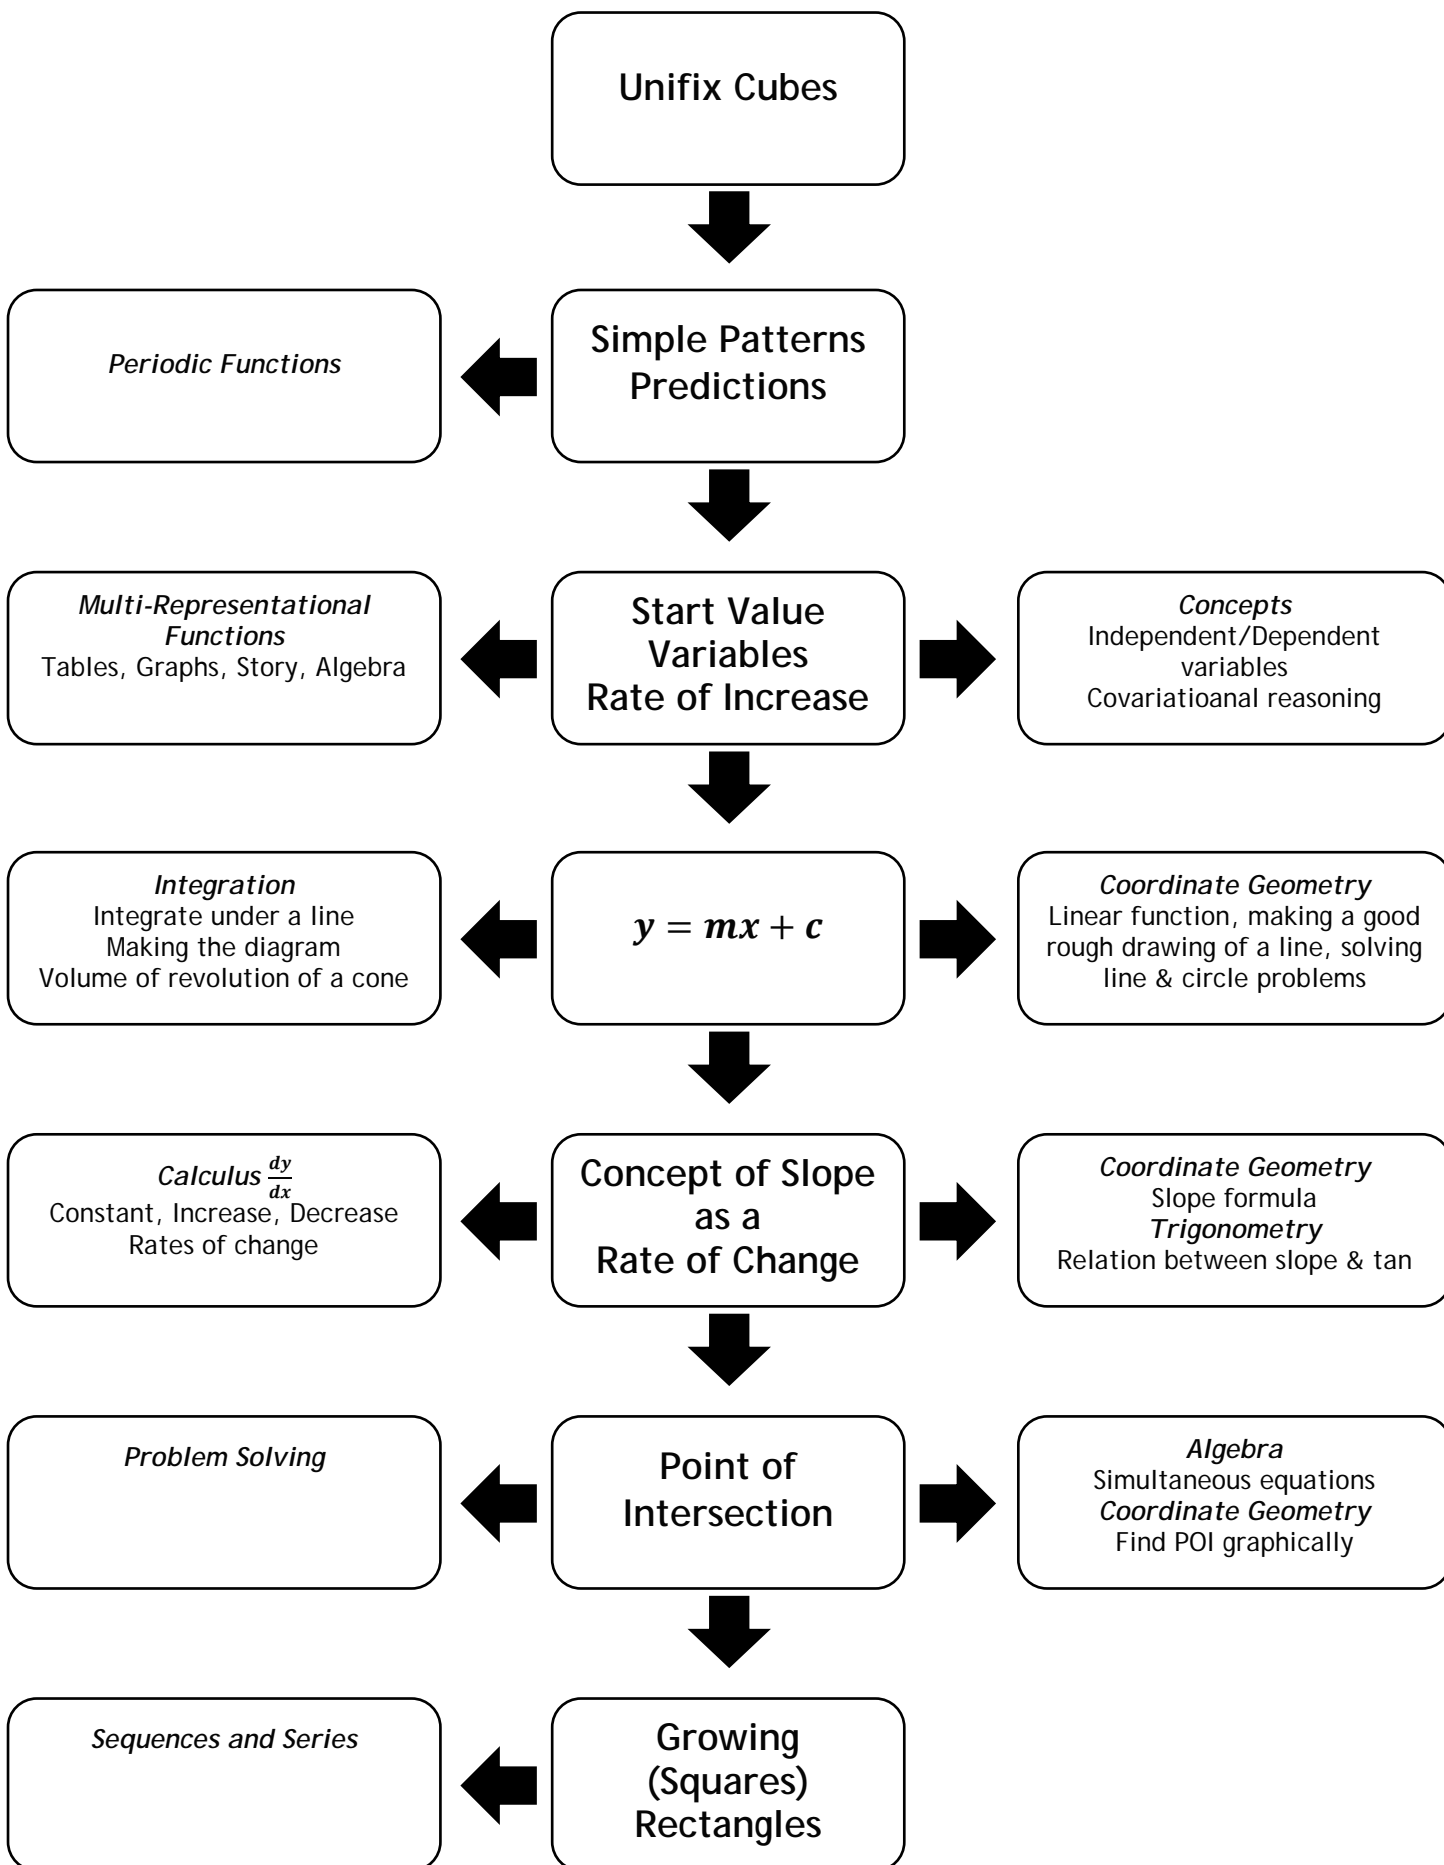 Unifix Cubes
Periodic Functions
Simple Patterns
Predictions
Multi-Representational
Functions
Tables, Graphs, Story, Algebra
Start Value
Variables
Rate of Increase
Concepts
Independent/Dependent
variables
Covariatioanal reasoning
Integration
Integrate under a line
Making the diagram
Volume of revolution of a cone
y = mx + c
Coordinate Geometry
Linear function, making a good
rough drawing of a line, solving
line & circle problems
Calculus dy/dx
Constant, Increase, Decrease
Rates of change
Concept of Slope
as a
Rate of Change
Coordinate Geometry
Slope formula
Trigonometry
Relation between slope & tan
Problem Solving
Point of
Intersection
Algebra
Simultaneous equations
Coordinate Geometry
Find POI graphically
Sequences and Series
Growing
(Squares)
Rectangles